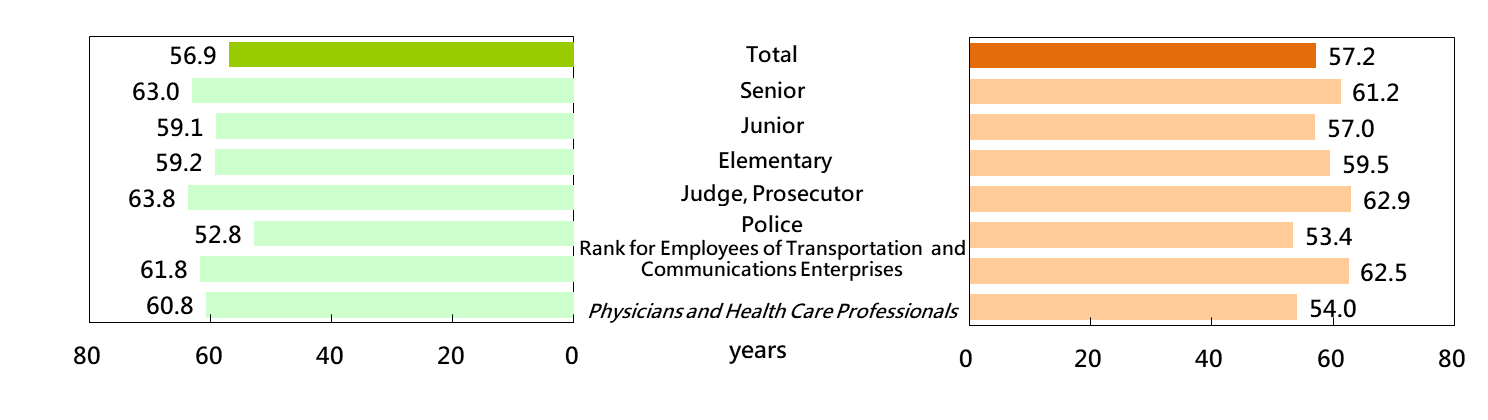 56.9 Total 57.2
63.0 Senior 61.2
59.1 Junior 57.0
59.2 Elementary 59.5
63.8 Judge, Prosecutor 62.9
52.8 Police 53.4
Rank for Employees of Transportation and
61.8 Communications Enterprises 62.5
60.8 Physicians and Health Care Professionals 54.0
80 60 40 20 0 years 0 20 40 60 80